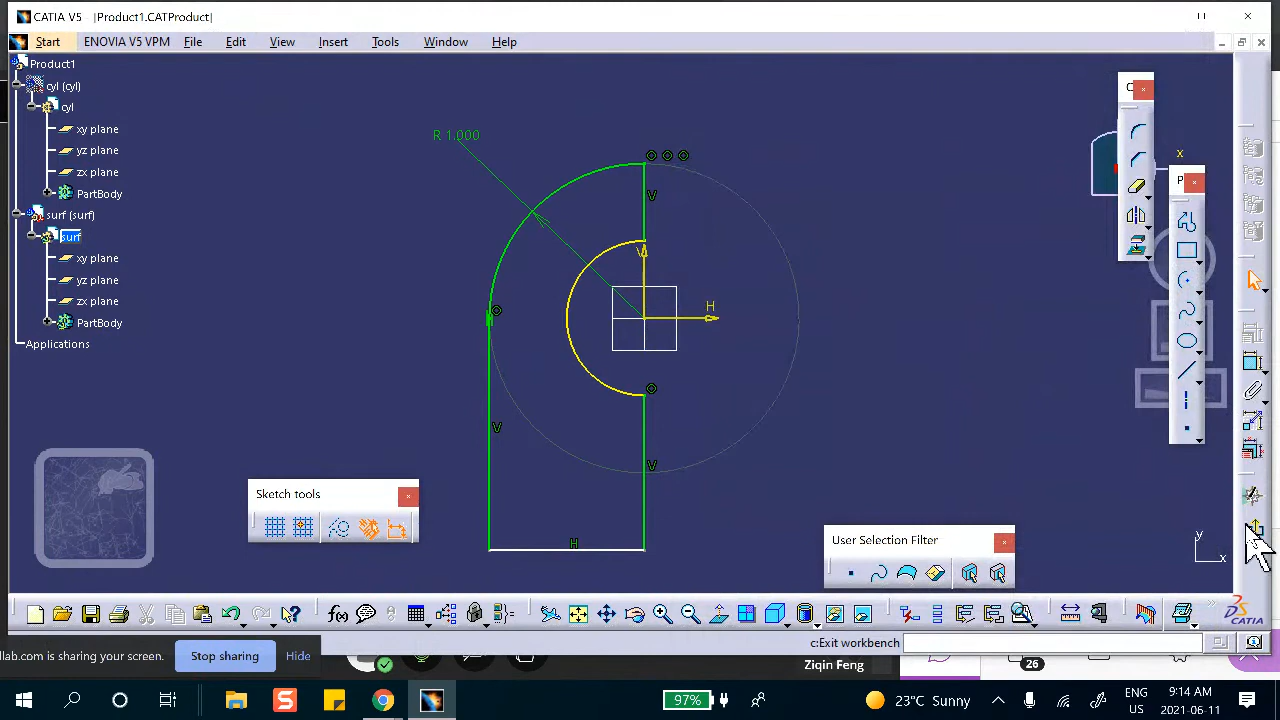 CATIA V5 [Product1.CATProduct]
Start ENOVIA V5 VPM File Edit View Insert Tools Window Help
Product1
cyl (cyl)
cyl
xy plane
yz plane
zx plane
PartBody
surf (surf)
surf
xy plane
yz plane
zx plane
PartBody
Applications
R 1.000
V
V
H
V
V
H
x
P
y
x
Sketch tools
User Selection Filter
f(x)
CATIA
c:Exit workbench
llab.com is sharing your screen. Stop sharing Hide
Ziqin Feng
26
97%
23°C Sunny
ENG
US
9:14 AM
2021-06-11